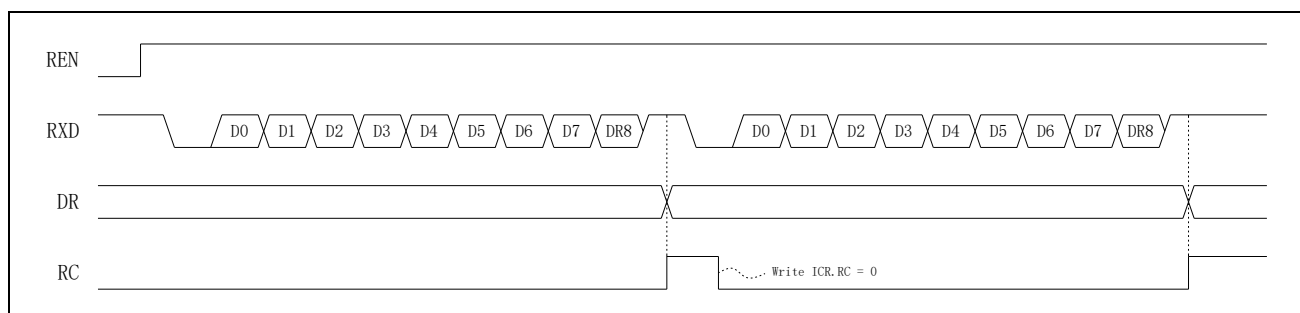 REN
RXD D0 D1 D2 D3 D4 D5 D6 D7 DR8 D0 D1 D2 D3 D4 D5 D6 D7 DR8
DR
RC Write ICR.RC = 0